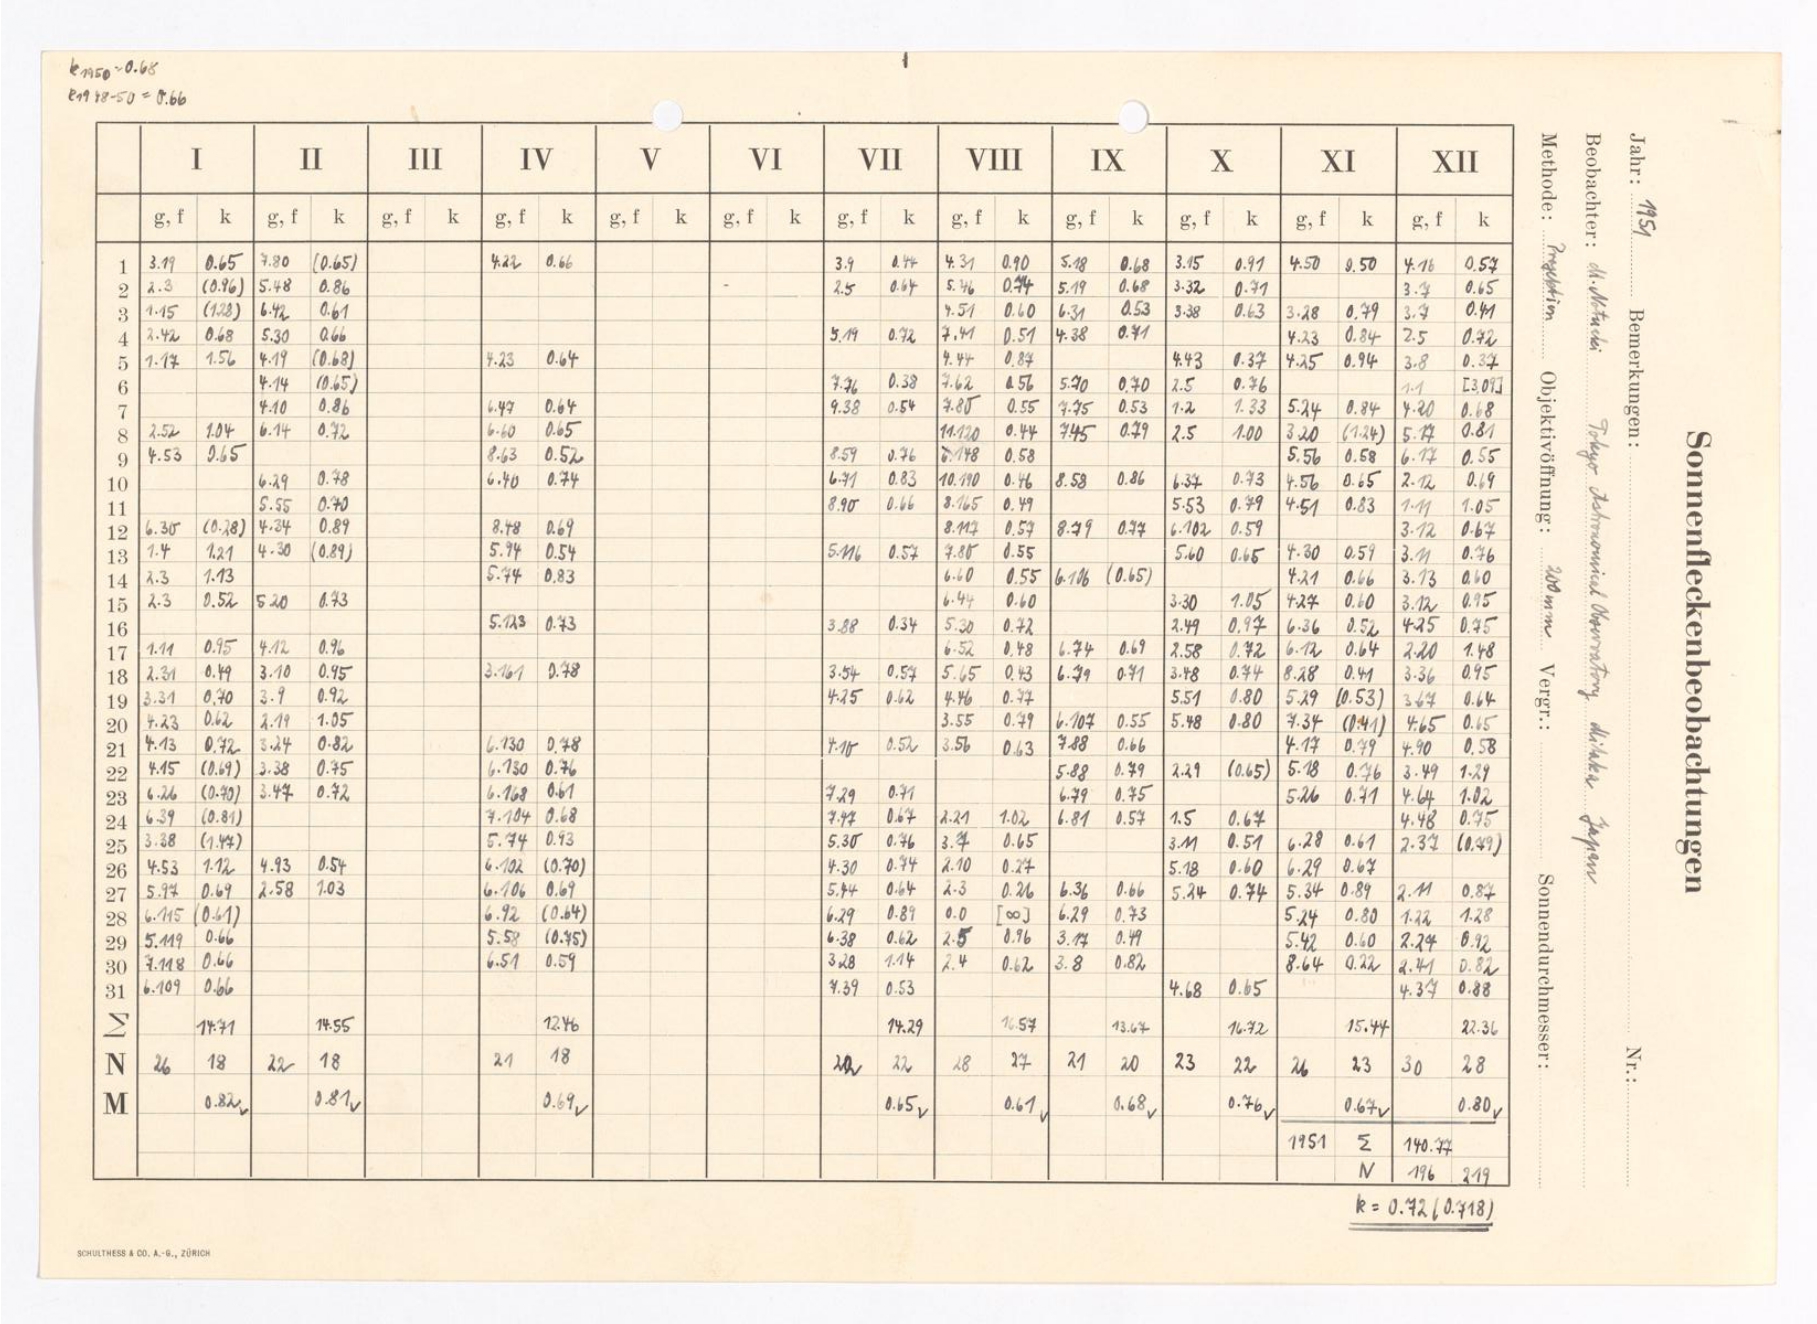 k1950=0.68
k1948-50 = 0.66
I II III IV V VI VII VIII IX X XI XII
g, f k g, f k g, f k g, f k g, f k g, f k g, f k g, f k g, f k g, f k g, f k g, f k
1 3.19 0.65 7.80 (0.65) 4.22 0.66 3.9 0.44 4.31 0.90 5.18 0.68 3.15 0.91 4.50 0.50 4.16 0.57
2 2.3 (0.96) 5.48 0.86 2.5 0.64 5.46 0.74 5.19 0.68 3.32 0.71 3.7 0.65
3 1.15 (1.28) 6.42 0.61 4.51 0.60 6.31 0.53 3.38 0.63 3.28 0.79 3.7 0.41
4 2.42 0.68 5.30 0.66 5.19 0.72 7.41 0.51 4.38 0.71 4.23 0.84 2.5 0.72
5 1.17 1.56 4.19 (0.68) 4.23 0.64 4.44 0.87 4.43 0.37 4.25 0.94 3.8 0.37
6 4.14 (0.65) 7.76 0.38 7.62 0.56 5.70 0.70 2.5 0.76 1.1 [3.09]
7 4.10 0.86 6.47 0.64 9.38 0.54 7.85 0.55 7.75 0.53 1.2 1.33 5.24 0.84 4.20 0.68
8 2.52 1.04 6.14 0.72 6.60 0.65 11.120 0.44 7.45 0.79 2.5 1.00 3.20 (1.24) 5.17 0.81
9 4.53 0.65 8.63 0.52 8.59 0.76 148 0.58 5.56 0.58 6.17 0.55
10 6.29 0.78 6.40 0.74 6.71 0.83 10.190 0.46 8.58 0.86 6.37 0.73 4.56 0.65 2.12 0.69
11 5.55 0.70 8.90 0.66 8.165 0.49 5.53 0.79 4.51 0.83 1.11 1.05
12 6.30 (0.28) 4.34 0.89 8.48 0.69 8.117 0.57 8.79 0.77 6.102 0.59 3.12 0.67
13 1.4 1.21 4.30 (0.89) 5.94 0.54 5.116 0.57 7.80 0.55 5.60 0.65 4.30 0.59 3.11 0.76
14 2.3 1.13 5.74 0.83 6.60 0.55 6.106 (0.65) 4.21 0.66 3.13 0.60
15 2.3 0.52 5.20 0.73 6.44 0.60 3.30 1.05 4.27 0.60 3.12 0.95
16 5.123 0.73 3.88 0.34 5.30 0.72 2.49 0.97 6.36 0.52 4.25 0.75
17 1.11 0.95 4.12 0.96 6.52 0.48 6.74 0.69 2.58 0.72 6.12 0.64 2.20 1.48
18 2.31 0.49 3.10 0.95 3.161 0.78 3.54 0.57 5.65 0.43 6.79 0.71 3.48 0.74 8.28 0.41 3.36 0.95
19 3.31 0.70 3.9 0.92 4.25 0.62 4.46 0.77 5.51 0.80 5.29 (0.53) 3.67 0.64
20 4.23 0.62 2.19 1.05 3.55 0.79 6.107 0.55 5.48 0.80 7.34 (0.41) 4.65 0.65
21 4.13 0.72 3.24 0.82 6.130 0.78 4.10 0.52 3.56 0.63 7.88 0.66 4.17 0.79 4.90 0.58
22 4.15 (0.69) 3.38 0.75 6.130 0.76 5.88 0.79 2.29 (0.65) 5.18 0.76 3.49 1.29
23 6.26 (0.70) 3.47 0.72 6.168 0.61 7.29 0.71 6.79 0.75 5.26 0.71 4.64 1.02
24 6.39 (0.81) 7.104 0.68 7.47 0.67 2.21 1.02 6.81 0.57 1.5 0.67 4.48 0.75
25 3.38 (1.47) 5.74 0.93 5.30 0.76 3.7 0.65 3.11 0.51 6.28 0.61 2.37 (0.79)
26 4.53 1.12 4.93 0.54 6.102 (0.70) 4.30 0.74 2.10 0.27 5.18 0.60 6.29 0.67
27 5.97 0.69 2.58 1.03 6.106 0.69 5.44 0.64 2.3 0.26 6.36 0.66 5.24 0.74 5.34 0.89 2.11 0.87
28 6.115 (0.61) 6.92 (0.64) 6.29 0.89 0.0 [∞] 6.29 0.73 5.24 0.80 1.22 1.28
29 5.119 0.66 5.58 (0.75) 6.38 0.62 2.5 0.96 3.17 0.49 5.42 0.60 2.27 0.92
30 7.118 0.66 6.51 0.59 3.28 1.14 2.4 0.62 3.8 0.82 8.64 0.22 2.41 0.82
31 6.109 0.66 7.39 0.53 4.68 0.65 4.37 0.88
Σ 14.71 14.55 12.46 14.29 16.57 13.67 16.72 15.44 22.36
N 26 18 22 18 21 18 22 28 27 21 20 23 22 26 23 30 28
M 0.82✓ 0.81✓ 0.69✓ 0.65✓ 0.61✓ 0.68✓ 0.76✓ 0.67✓ 0.80✓
1951 Σ 140.77
N 196 219
k = 0.72 (0.718)
SCHULTHESS & CO. A.-G., ZÜRICH
Sonnenfleckenbeobachtungen
Jahr: 1951 Bemerkungen: Nr.:
Beobachter: Tokyo Astronomical Observatory Mitaka Japan
Methode: Projektion Objektivöffnung: 200 mm Vergr.: Sonnendurchmesser: